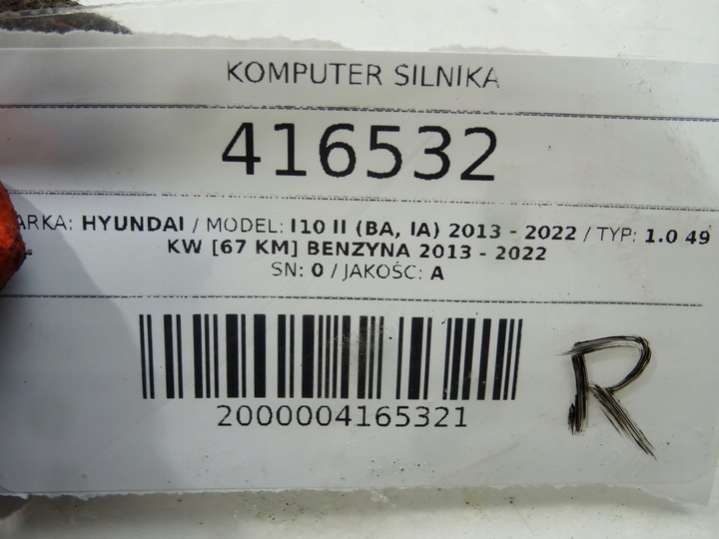 KOMPUTER SILNIKA
416532
ARKA: HYUNDAI / MODEL: I10 II (BA, IA) 2013 - 2022 / TYP: 1.0 49
KW [67 KM] BENZYNA 2013 - 2022
SN: 0 / JAKOŚC: A
2000004165321
R